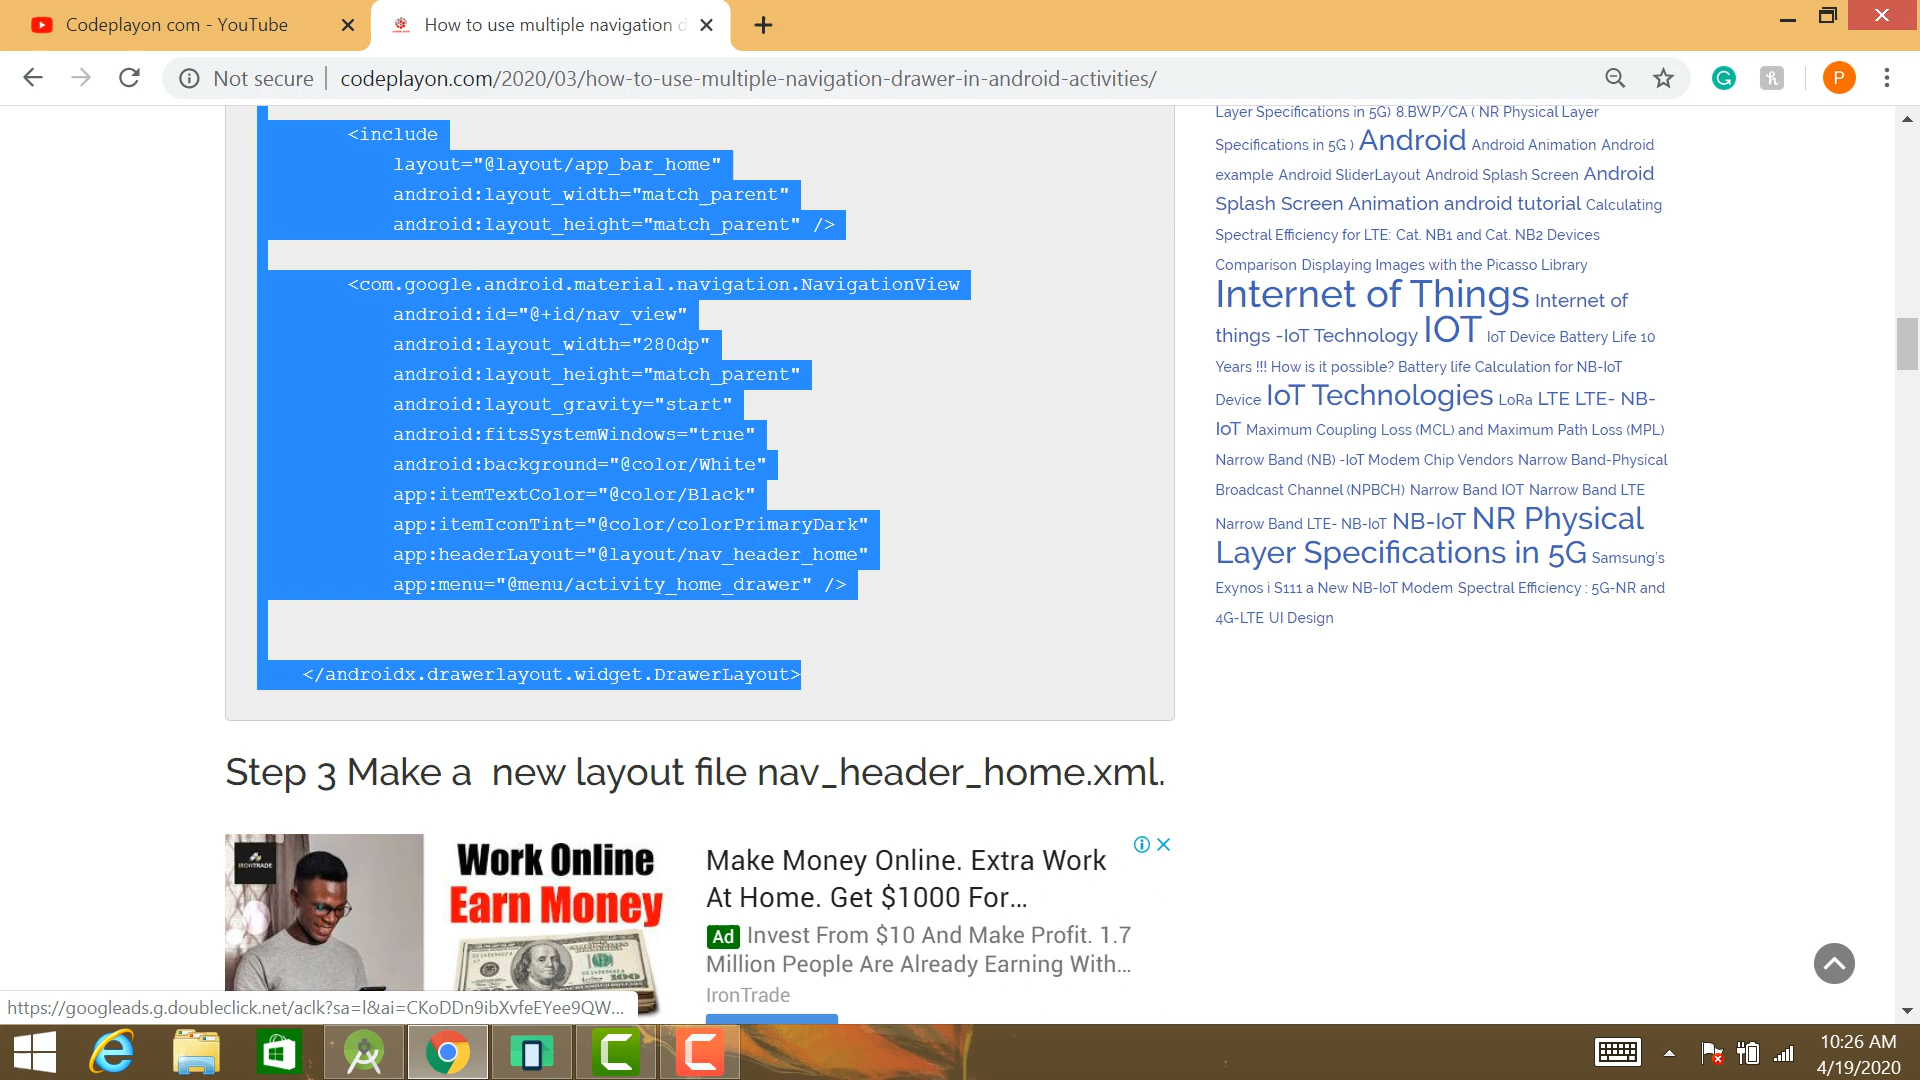 Codeplayon com - YouTube
How to use multiple navigation d
Not secure
codeplayon.com/2020/03/how-to-use-multiple-navigation-drawer-in-android-activities/
P
<include
layout="@layout/app_bar_home"
android:layout_width="match_parent"
android:layout_height="match_parent" />
<com.google.android.material.navigation.NavigationView
android:id="@+id/nav_view"
android:layout_width="280dp"
android:layout_height="match_parent"
android:layout_gravity="start"
android:fitsSystemWindows="true"
android:background="@color/White"
app:itemTextColor="@color/Black"
app:itemIconTint="@color/colorPrimaryDark"
app:headerLayout="@layout/nav_header_home"
app:menu="@menu/activity_home_drawer" />
</androidx.drawerlayout.widget.DrawerLayout>
Step 3 Make a  new layout file nav_header_home.xml.
IRONTRADE
Work Online
Earn Money
100
Make Money Online. Extra Work
At Home. Get $1000 For...
Ad Invest From $10 And Make Profit. 1.7
Million People Are Already Earning With...
IronTrade
Layer Specifications in 5G) 8.BWP/CA ( NR Physical Layer
Specifications in 5G ) Android Android Animation Android
example Android SliderLayout Android Splash Screen Android
Splash Screen Animation android tutorial Calculating
Spectral Efficiency for LTE: Cat. NB1 and Cat. NB2 Devices
Comparison Displaying Images with the Picasso Library
Internet of Things Internet of
things -IoT Technology IOT IoT Device Battery Life 10
Years !!! How is it possible? Battery life Calculation for NB-IoT
Device IoT Technologies LoRa LTE LTE- NB-
IoT Maximum Coupling Loss (MCL) and Maximum Path Loss (MPL)
Narrow Band (NB) -IoT Modem Chip Vendors Narrow Band-Physical
Broadcast Channel (NPBCH) Narrow Band IOT Narrow Band LTE
Narrow Band LTE- NB-IoT NB-IoT NR Physical
Layer Specifications in 5G Samsung's
Exynos i S111 a New NB-IoT Modem Spectral Efficiency : 5G-NR and
4G-LTE UI Design
https://googleads.g.doubleclick.net/aclk?sa=l&ai=CKoDDn9ibXvfeEYee9QW...
10:26 AM
4/19/2020